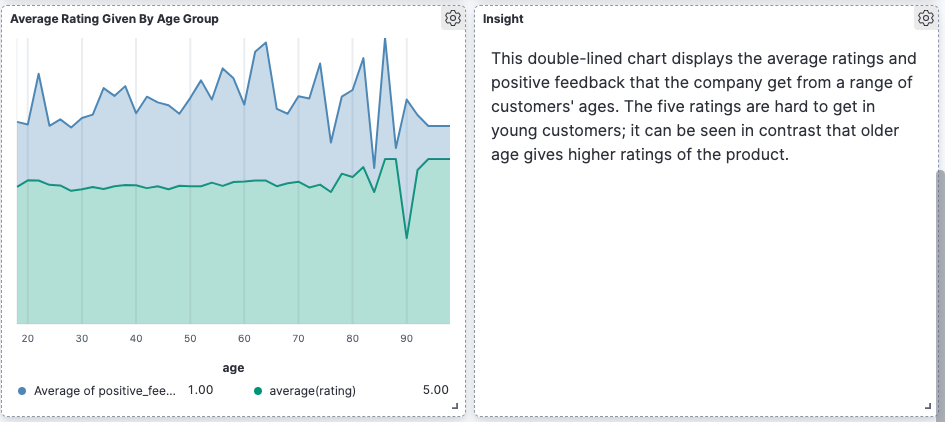 Average Rating Given By Age Group
20 30 40 50 60 70 80 90
age
Average of positive_fee... 1.00 average(rating) 5.00
Insight
This double-lined chart displays the average ratings and
positive feedback that the company get from a range of
customers' ages. The five ratings are hard to get in
young customers; it can be seen in contrast that older
age gives higher ratings of the product.